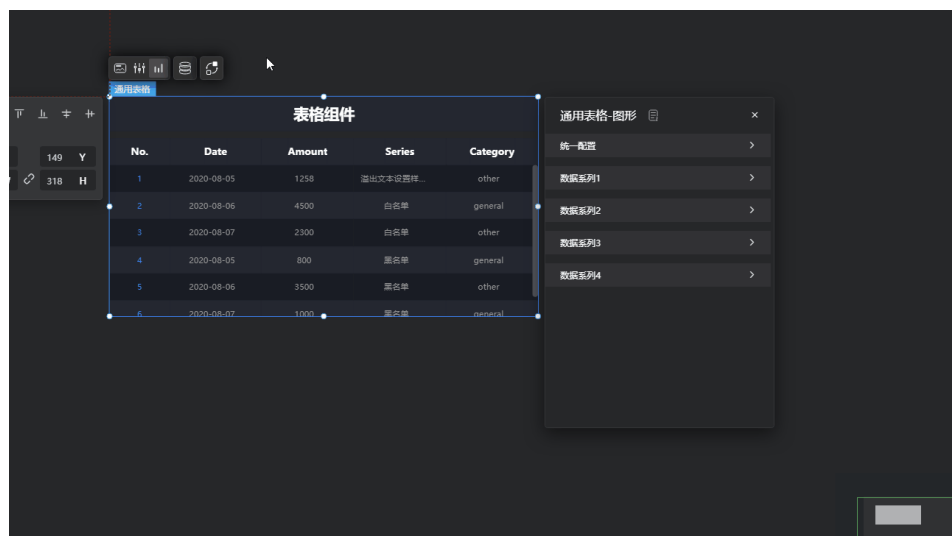 通用表格
表格组件
通用表格-图形
149 Y
318 H
No. Date Amount Series Category
1 2020-08-05 1258 溢出文本设置样... other
2 2020-08-06 4500 白名单 general
3 2020-08-07 2300 白名单 other
4 2020-08-05 800 黑名单 general
5 2020-08-06 3500 黑名单 other
6 2020-08-07 1000 黑名单 general
统一配置
数据系列1
数据系列2
数据系列3
数据系列4